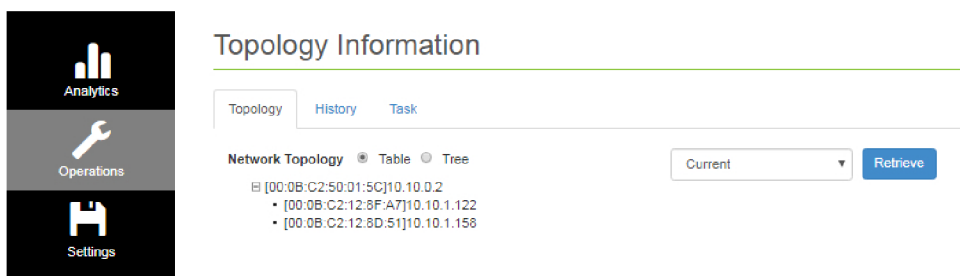 Topology Information
Analytics
Topology History Task
Operations
Network Topology Table Tree
Current Retrieve
[00:0B:C2:50:01:5C]10.10.0.2
[00:0B:C2:12:8F:A7]10.10.1.122
[00:0B:C2:12:8D:51]10.10.1.158
Settings